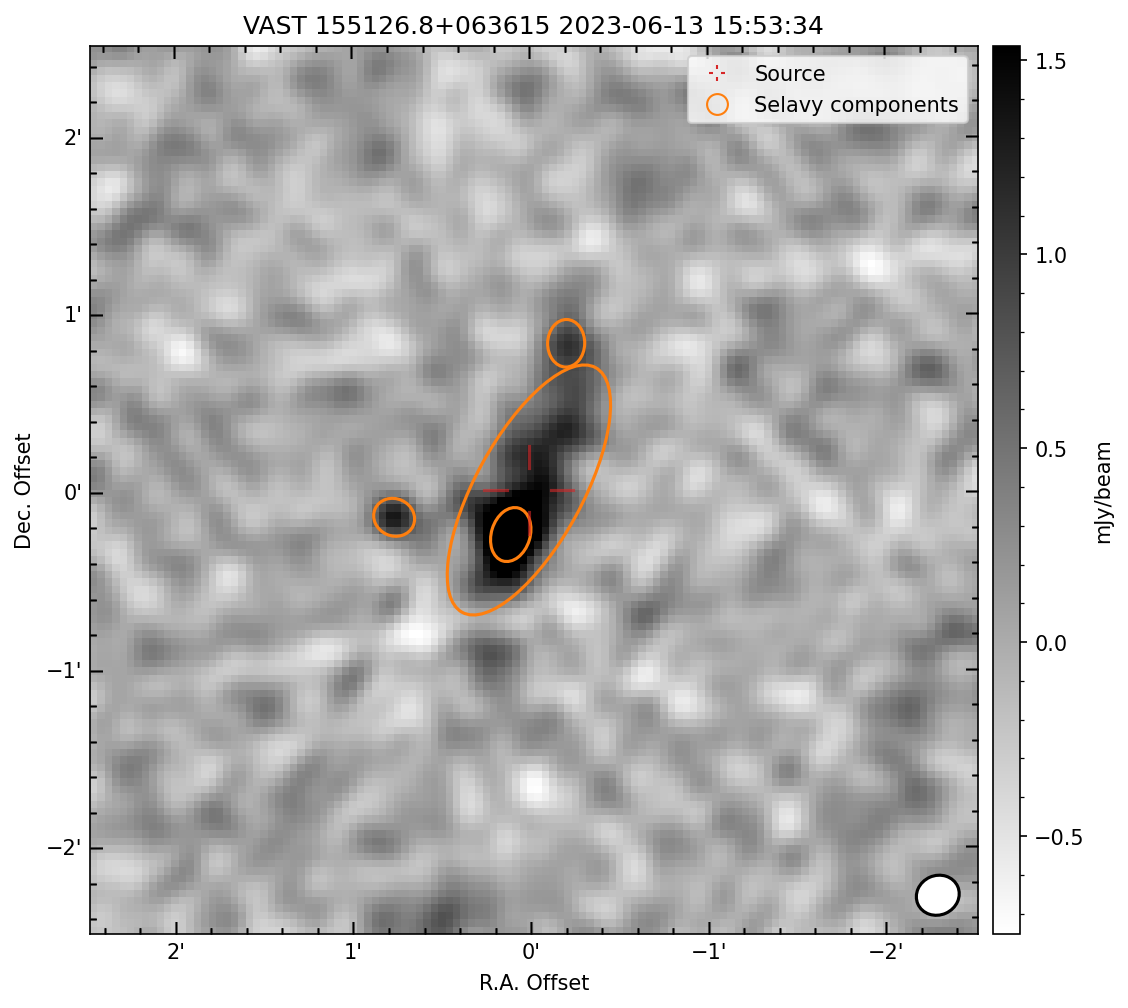 VAST 155126.8+063615 2023-06-13 15:53:34
Source
Selavy components
2'
1'
0'
−1'
−2'
Dec. Offset
2'
1'
0'
−1'
−2'
R.A. Offset
1.5
1.0
0.5
0.0
−0.5
mJy/beam